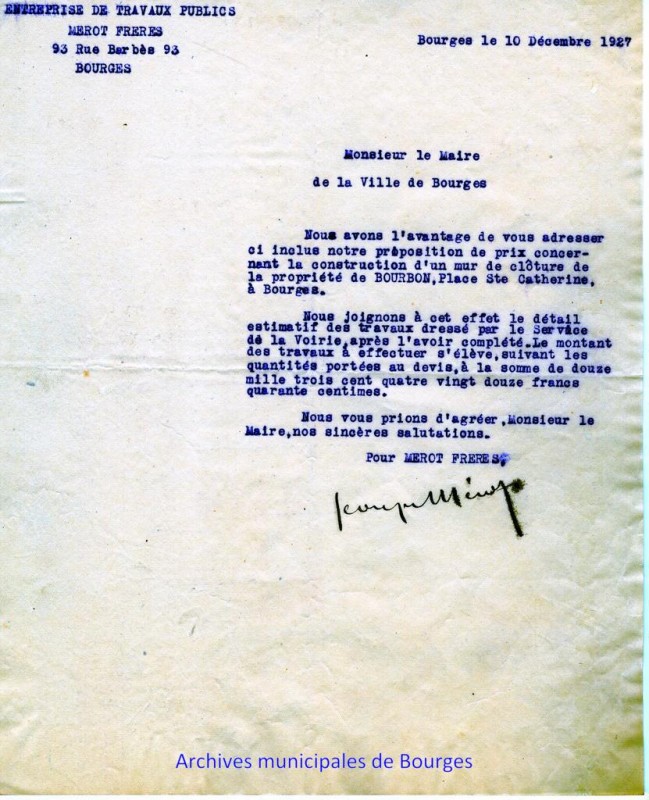 ENTREPRISE DE TRAVAUX PUBLICS
MEROT FRERES
93 Rue Barbès 93
BOURGES
Bourges le 10 Décembre 1927
Monsieur le Maire
de la Ville de Bourges
Nous avons l'avantage de vous adresser
ci inclus notre préposition de prix concer-
nant la construction d'un mur de clôture de
la propriété de BOURBON,Place Ste Catherine,
à Bourges.
Nous joignons à cet effet le détail
estimatif des travaux dressé par le Service
de la Voirie,après l'avoir complété.Le montant
des travaux à effectuer s'élève,suivant les
quantités portées au devis,à la somme de douze
mille trois cent quatre vingt douze francs
quarante centimes.
Nous vous prions d'agréer,Monsieur le
Maire,nos sincères salutations.
Pour MEROT FRERES,
Mérot
Archives municipales de Bourges